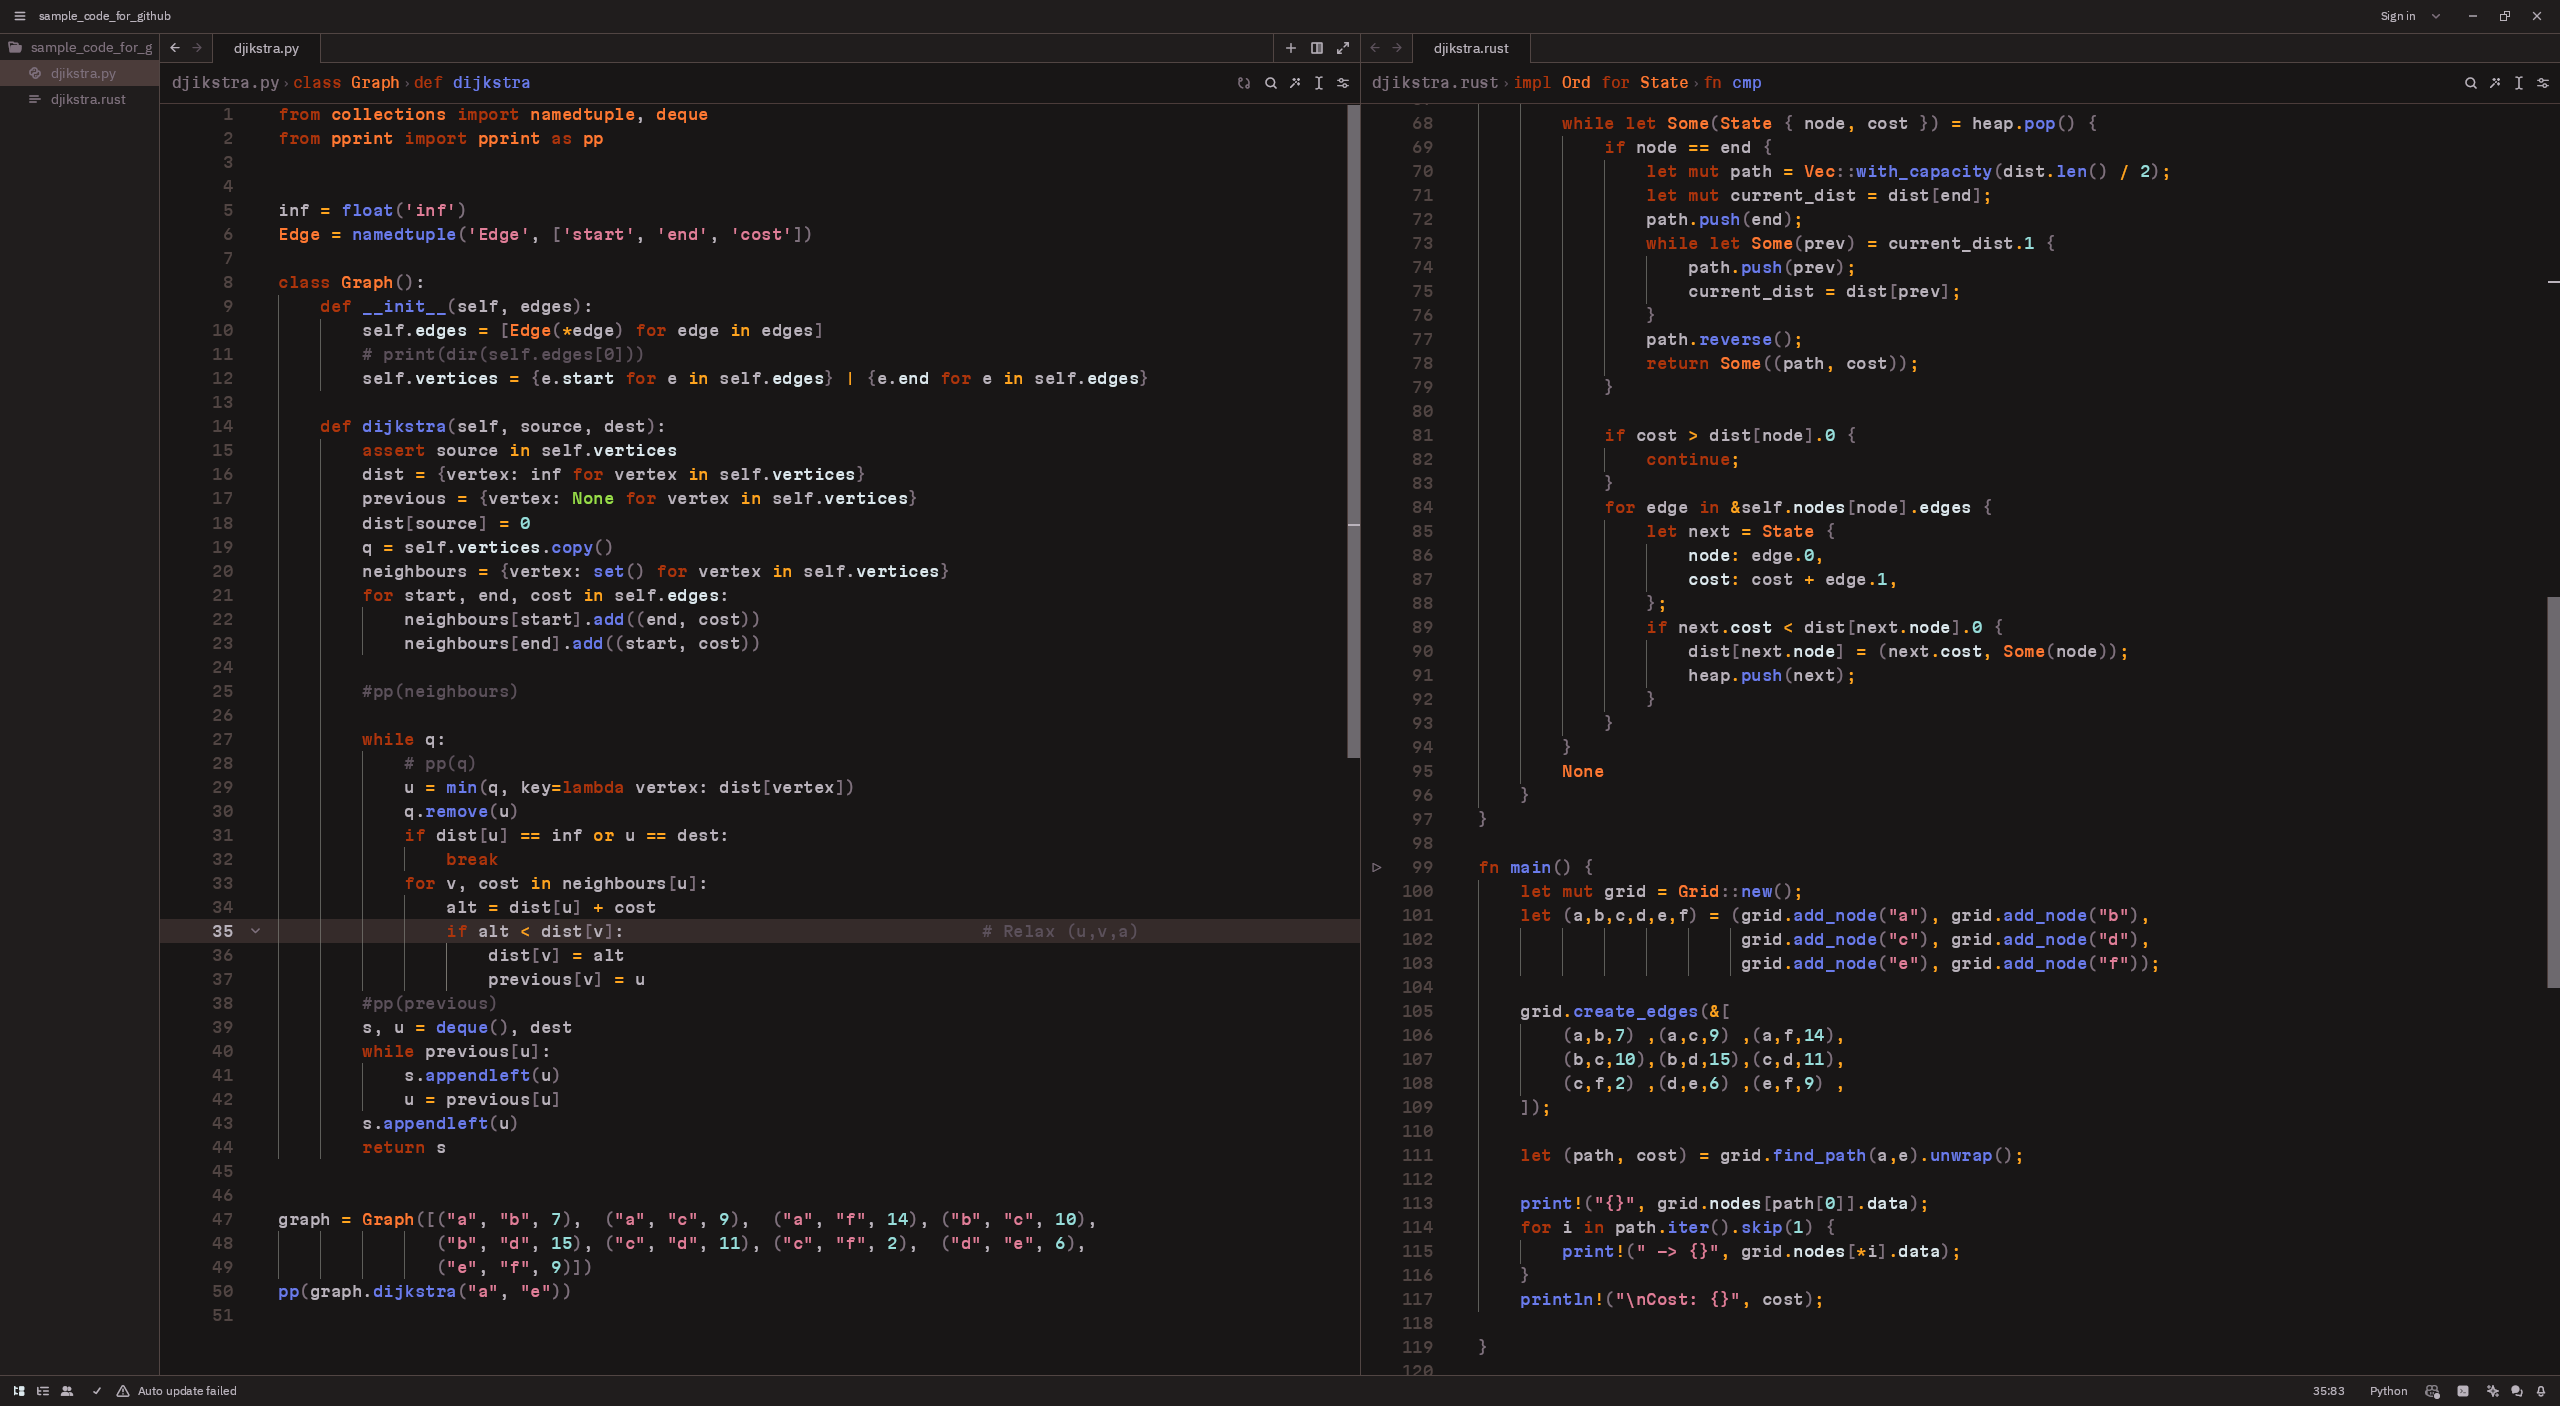 sample_code_for_github
Sign in
sample_code_for_g
djikstra.py
djikstra.rust
djikstra.py
djikstra.py › class Graph › def dijkstra
1 from collections import namedtuple, deque
2 from pprint import pprint as pp
3
4
5 inf = float('inf')
6 Edge = namedtuple('Edge', ['start', 'end', 'cost'])
7
8 class Graph():
9     def __init__(self, edges):
10         self.edges = [Edge(*edge) for edge in edges]
11         # print(dir(self.edges[0]))
12         self.vertices = {e.start for e in self.edges} | {e.end for e in self.edges}
13
14     def dijkstra(self, source, dest):
15         assert source in self.vertices
16         dist = {vertex: inf for vertex in self.vertices}
17         previous = {vertex: None for vertex in self.vertices}
18         dist[source] = 0
19         q = self.vertices.copy()
20         neighbours = {vertex: set() for vertex in self.vertices}
21         for start, end, cost in self.edges:
22             neighbours[start].add((end, cost))
23             neighbours[end].add((start, cost))
24
25         #pp(neighbours)
26
27         while q:
28             # pp(q)
29             u = min(q, key=lambda vertex: dist[vertex])
30             q.remove(u)
31             if dist[u] == inf or u == dest:
32                 break
33             for v, cost in neighbours[u]:
34                 alt = dist[u] + cost
35                 if alt < dist[v]:                                  # Relax (u,v,a)
36                     dist[v] = alt
37                     previous[v] = u
38         #pp(previous)
39         s, u = deque(), dest
40         while previous[u]:
41             s.appendleft(u)
42             u = previous[u]
43         s.appendleft(u)
44         return s
45
46
47 graph = Graph([("a", "b", 7),  ("a", "c", 9),  ("a", "f", 14), ("b", "c", 10),
48                ("b", "d", 15), ("c", "d", 11), ("c", "f", 2),  ("d", "e", 6),
49                ("e", "f", 9)])
50 pp(graph.dijkstra("a", "e"))
51
djikstra.rust
djikstra.rust › impl Ord for State › fn cmp
68         while let Some(State { node, cost }) = heap.pop() {
69             if node == end {
70                 let mut path = Vec::with_capacity(dist.len() / 2);
71                 let mut current_dist = dist[end];
72                 path.push(end);
73                 while let Some(prev) = current_dist.1 {
74                     path.push(prev);
75                     current_dist = dist[prev];
76                 }
77                 path.reverse();
78                 return Some((path, cost));
79             }
80
81             if cost > dist[node].0 {
82                 continue;
83             }
84             for edge in &self.nodes[node].edges {
85                 let next = State {
86                     node: edge.0,
87                     cost: cost + edge.1,
88                 };
89                 if next.cost < dist[next.node].0 {
90                     dist[next.node] = (next.cost, Some(node));
91                     heap.push(next);
92                 }
93             }
94         }
95         None
96     }
97 }
98
99 fn main() {
100     let mut grid = Grid::new();
101     let (a,b,c,d,e,f) = (grid.add_node("a"), grid.add_node("b"),
102                          grid.add_node("c"), grid.add_node("d"),
103                          grid.add_node("e"), grid.add_node("f"));
104
105     grid.create_edges(&[
106         (a,b,7) ,(a,c,9) ,(a,f,14),
107         (b,c,10),(b,d,15),(c,d,11),
108         (c,f,2) ,(d,e,6) ,(e,f,9) ,
109     ]);
110
111     let (path, cost) = grid.find_path(a,e).unwrap();
112
113     print!("{}", grid.nodes[path[0]].data);
114     for i in path.iter().skip(1) {
115         print!(" -> {}", grid.nodes[*i].data);
116     }
117     println!("\nCost: {}", cost);
118
119 }
120
Auto update failed
35:83
Python